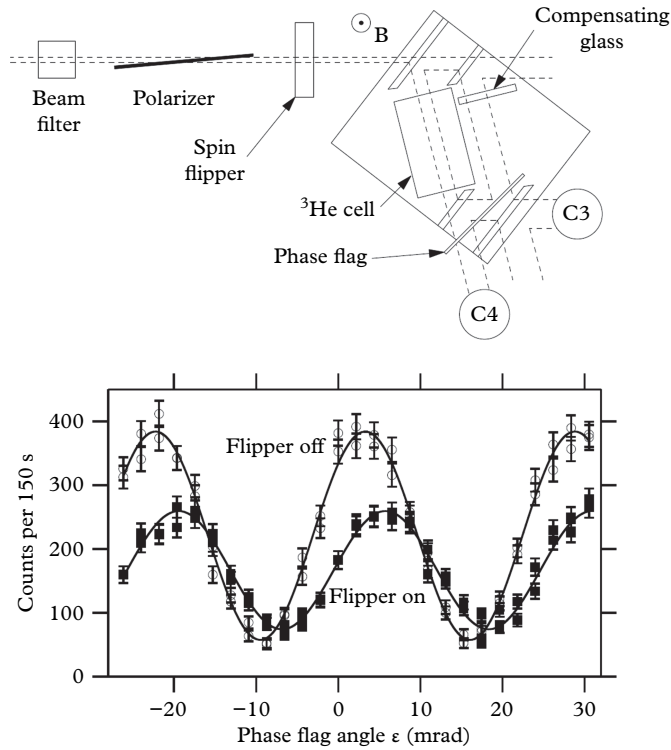 B
Compensating
glass
Beam
filter
Polarizer
Spin
flipper
³He cell
Phase flag
C3
C4
Flipper off
Flipper on
Counts per 150 s
400
300
200
100
0
−20
−10
0
10
20
30
Phase flag angle ε (mrad)